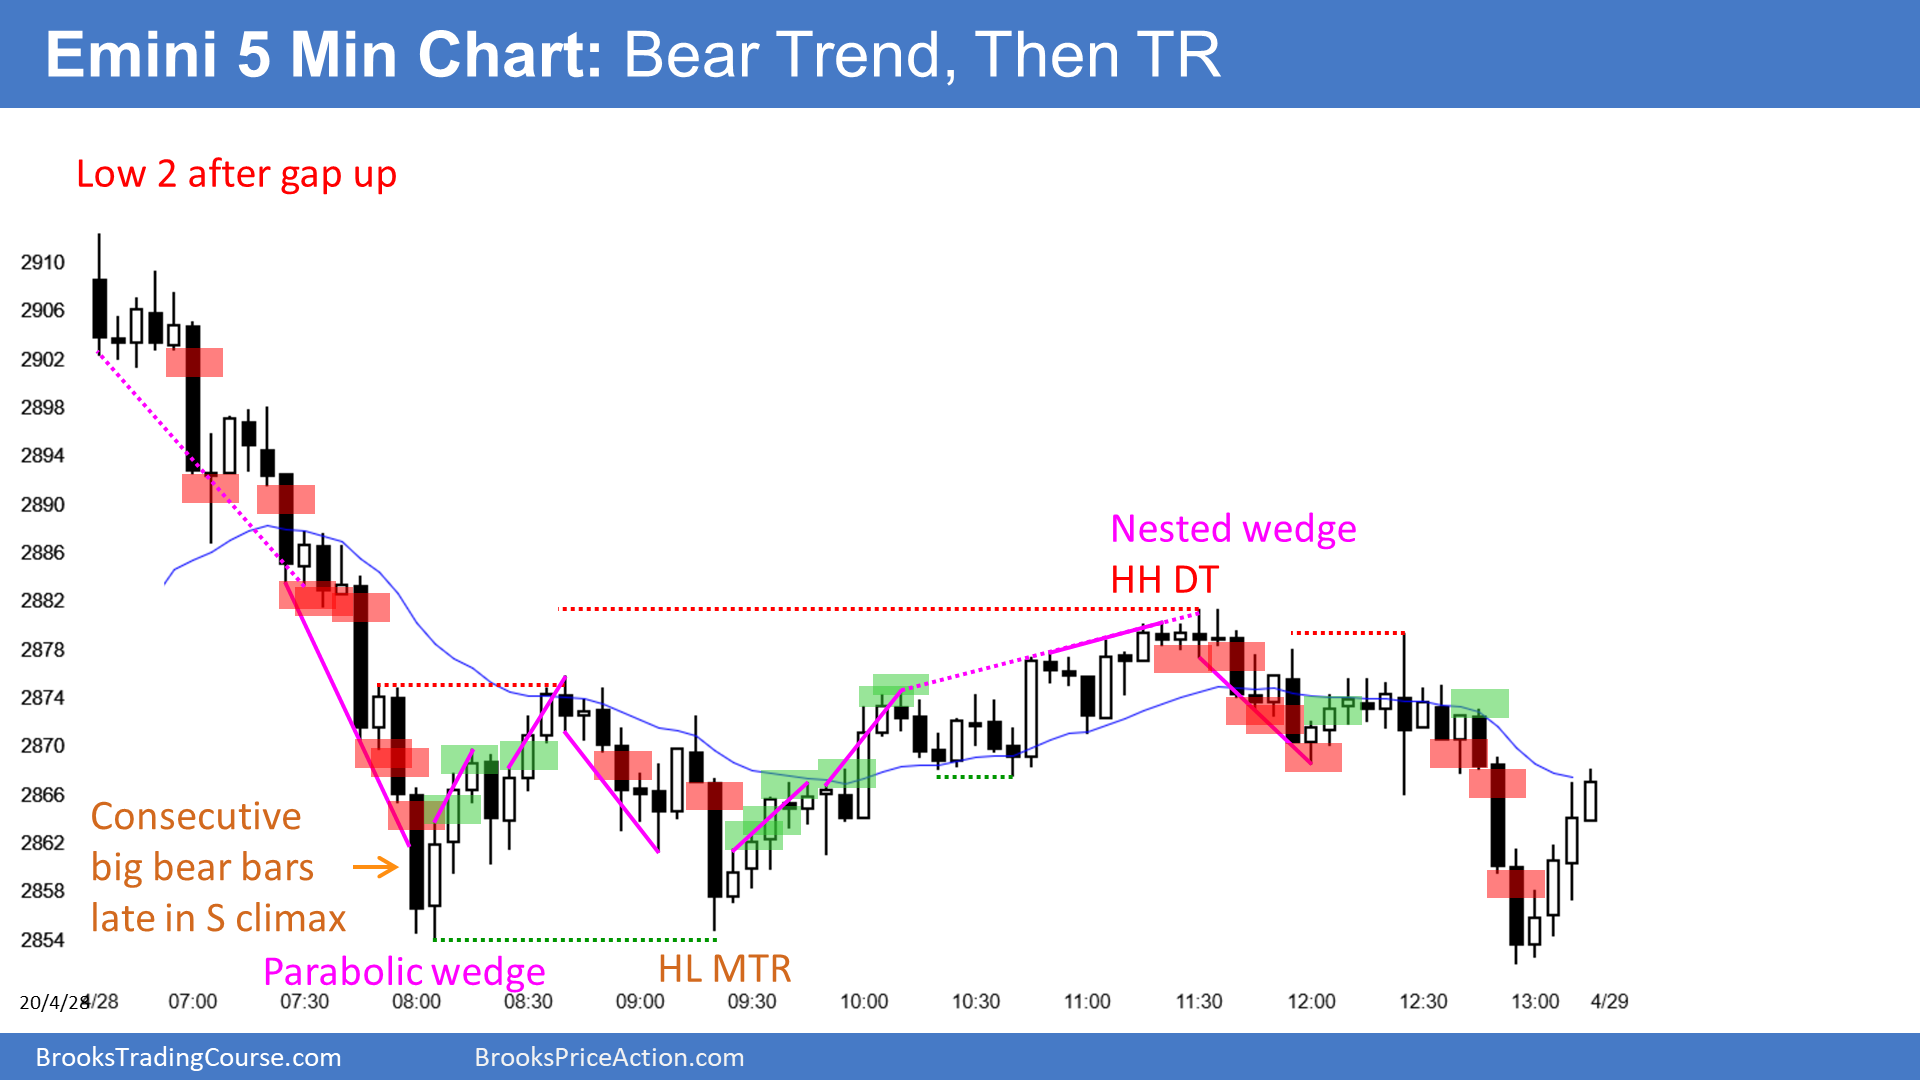 Emini 5 Min Chart: Bear Trend, Then TR
Low 2 after gap up
2910
2906
2902
2898
2894
2890
2886
2882
2878
2874
2870
2866
2862
2858
2854
Nested wedge
HH DT
Consecutive
big bear bars
late in S climax
Parabolic wedge
HL MTR
20/4/28 4/28 07:00 07:30 08:00 08:30 09:00 09:30 10:00 10:30 11:00 11:30 12:00 12:30 13:00 4/29
BrooksTradingCourse.com BrooksPriceAction.com